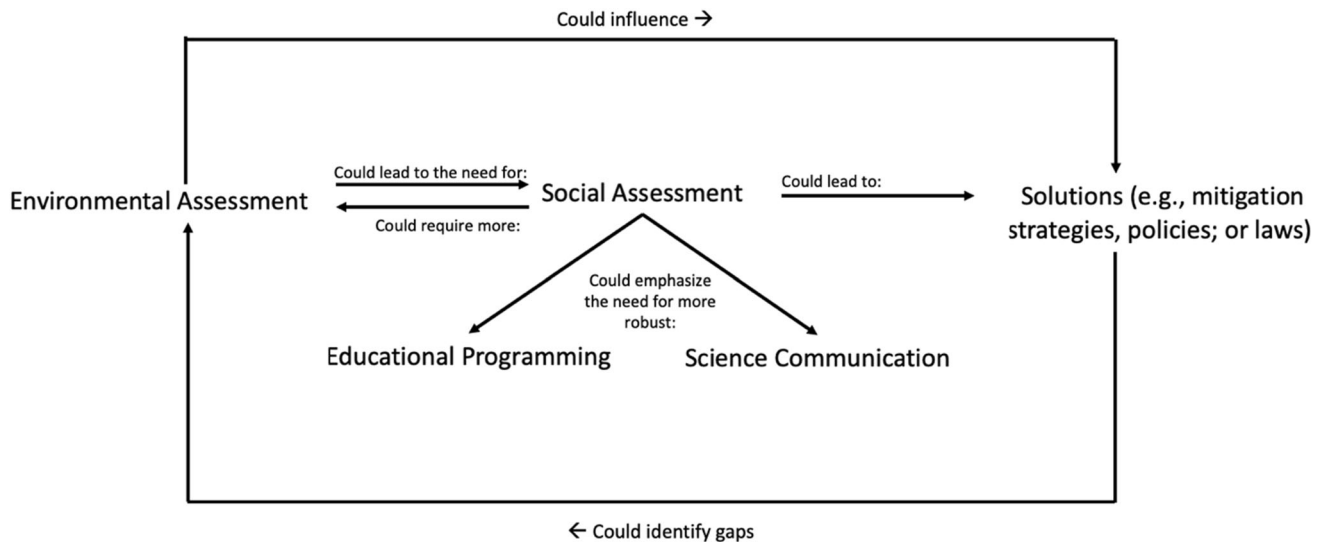 Could influence →
Could lead to the need for:
Environmental Assessment
Could require more:
Social Assessment
Could lead to:
Solutions (e.g., mitigation
strategies, policies; or laws)
Could emphasize
the need for more
robust:
Educational Programming
Science Communication
← Could identify gaps